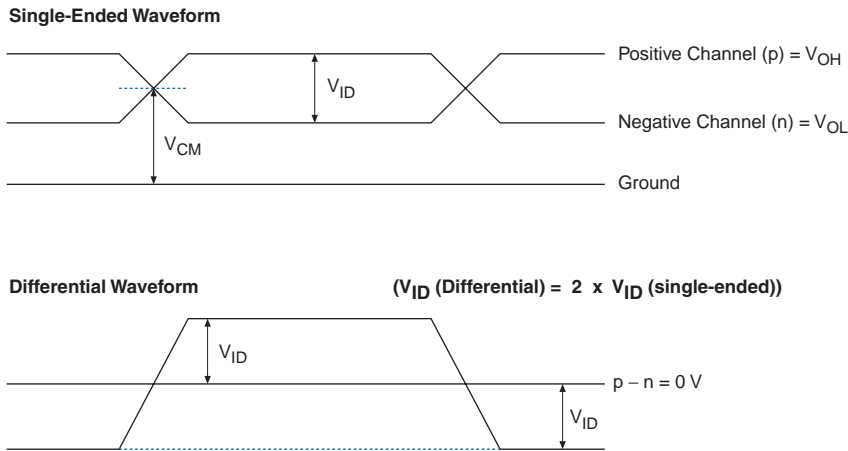 Single-Ended Waveform
Positive Channel (p) = VOH
VID
Negative Channel (n) = VOL
VCM
Ground
Differential Waveform
(VID (Differential) = 2 x VID (single-ended))
VID
p – n = 0 V
VID